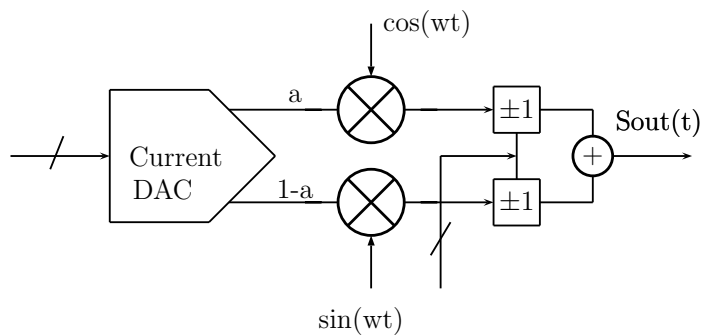 cos(wt)
a
±1
Sout(t)
Current
DAC
+
1-a
±1
sin(wt)